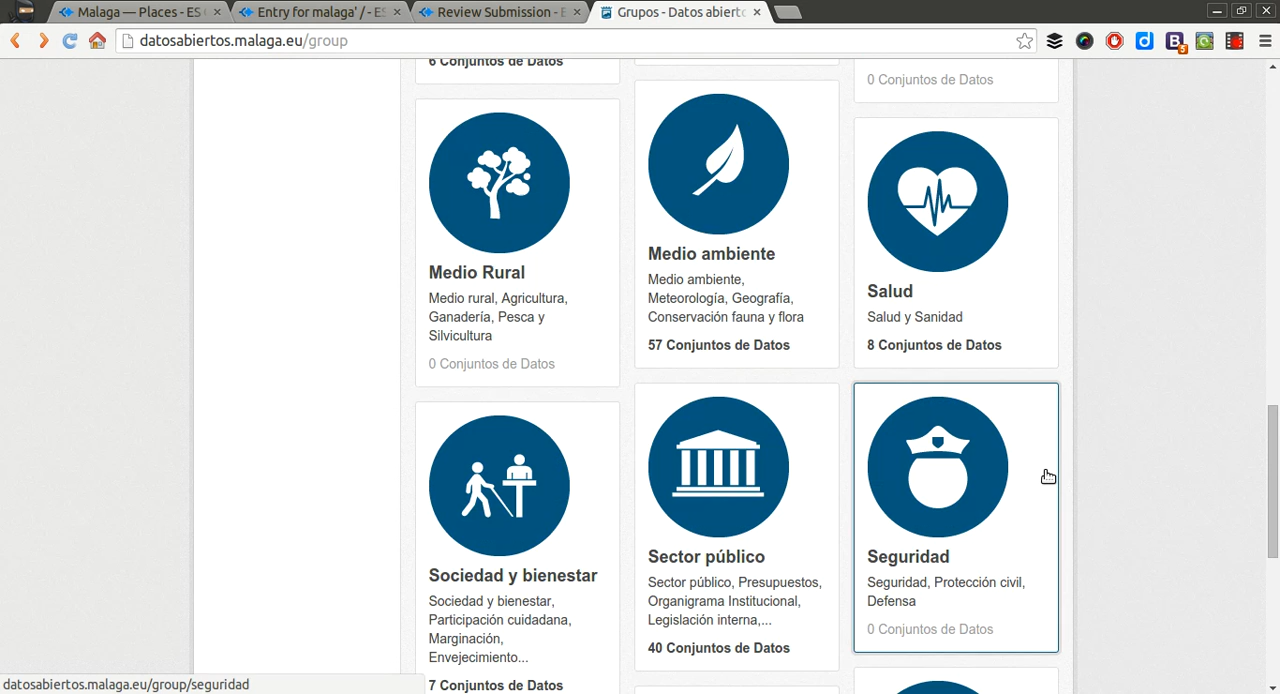 Malaga — Places - ES C
Entry for malaga' / - ES
Review Submission - E
Grupos - Datos abierto
datosabiertos.malaga.eu/group
6 Conjuntos de Datos
Medio Rural
Medio rural, Agricultura,
Ganadería, Pesca y
Silvicultura
0 Conjuntos de Datos
Sociedad y bienestar
Sociedad y bienestar,
Participación cuidadana,
Marginación,
Envejecimiento...
7 Conjuntos de Datos
Medio ambiente
Medio ambiente,
Meteorología, Geografía,
Conservación fauna y flora
57 Conjuntos de Datos
Sector público
Sector público, Presupuestos,
Organigrama Institucional,
Legislación interna,...
40 Conjuntos de Datos
0 Conjuntos de Datos
Salud
Salud y Sanidad
8 Conjuntos de Datos
Seguridad
Seguridad, Protección civil,
Defensa
0 Conjuntos de Datos
datosabiertos.malaga.eu/group/seguridad